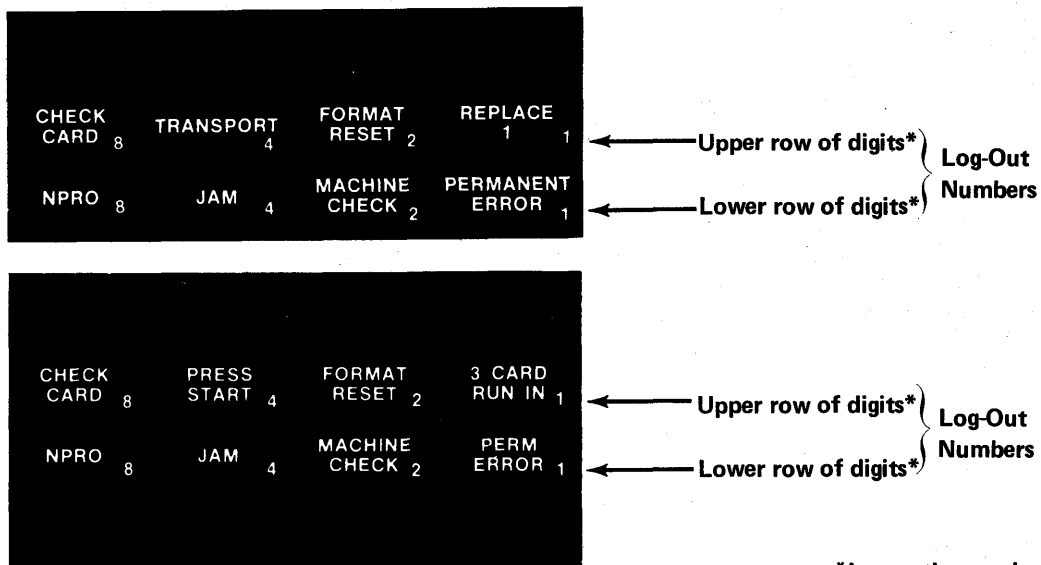 CHECK CARD 8 TRANSPORT 4 FORMAT RESET 2 REPLACE 1 1
Upper row of digits*
NPRO 8 JAM 4 MACHINE CHECK 2 PERMANENT ERROR 1
Lower row of digits*
Log-Out
Numbers
CHECK CARD 8 PRESS START 4 FORMAT RESET 2 3 CARD RUN IN 1
Upper row of digits*
NPRO 8 JAM 4 MACHINE CHECK 2 PERM ERROR 1
Lower row of digits*
Log-Out
Numbers